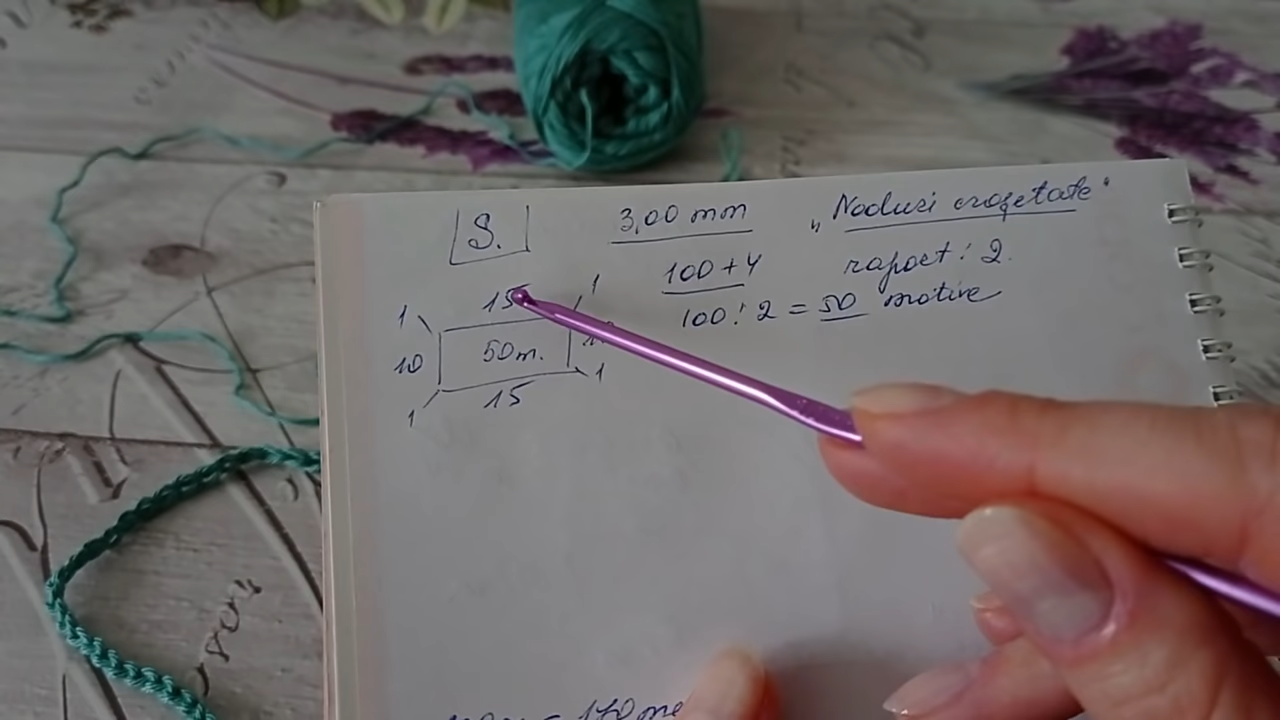 S. 3,00 mm „Noduri croșetate“
100+4 raport: 2.
100:2=50 motive
1 15 1
10 50m.
1 15 1